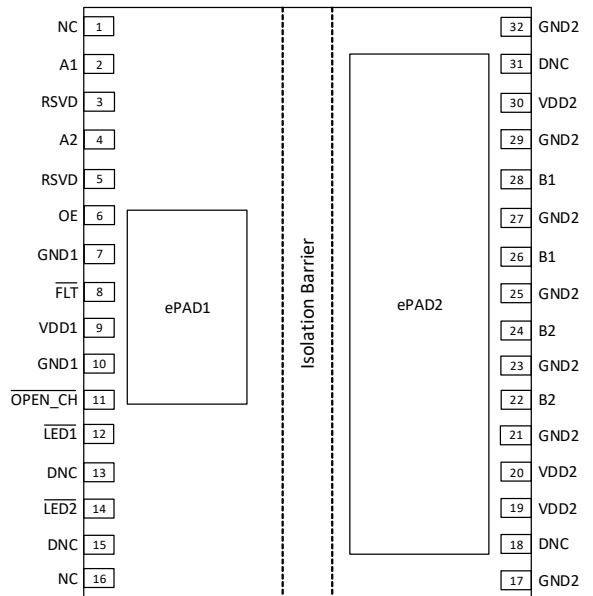 NC 1
A1 2
RSVD 3
A2 4
RSVD 5
OE 6
GND1 7
FLT 8
VDD1 9
GND1 10
OPEN_CH 11
LED1 12
DNC 13
LED2 14
DNC 15
NC 16
ePAD1
Isolation Barrier
ePAD2
32 GND2
31 DNC
30 VDD2
29 GND2
28 B1
27 GND2
26 B1
25 GND2
24 B2
23 GND2
22 B2
21 GND2
20 VDD2
19 VDD2
18 DNC
17 GND2